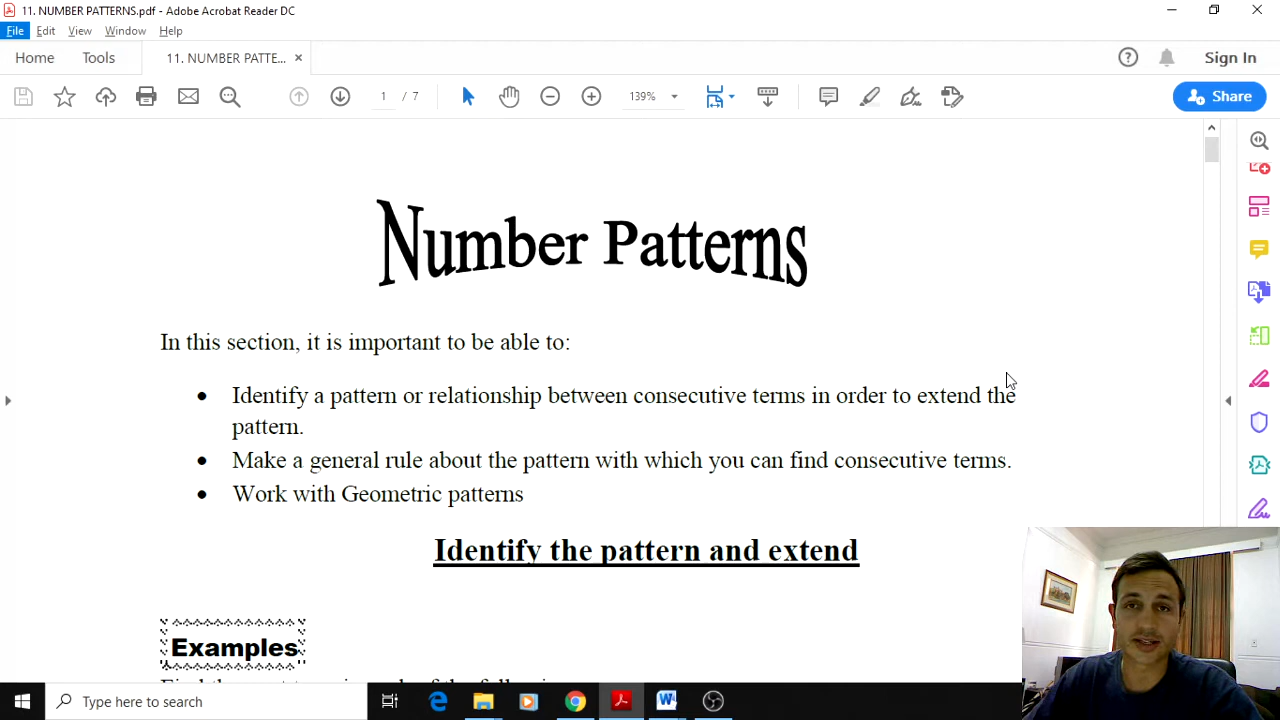 11. NUMBER PATTERNS.pdf - Adobe Acrobat Reader DC
File Edit View Window Help
Home Tools 11. NUMBER PATTE... × Sign In
1 / 7 139% Share
Number Patterns
In this section, it is important to be able to:
• Identify a pattern or relationship between consecutive terms in order to extend the
pattern.
• Make a general rule about the pattern with which you can find consecutive terms.
• Work with Geometric patterns
Identify the pattern and extend
Examples
Type here to search